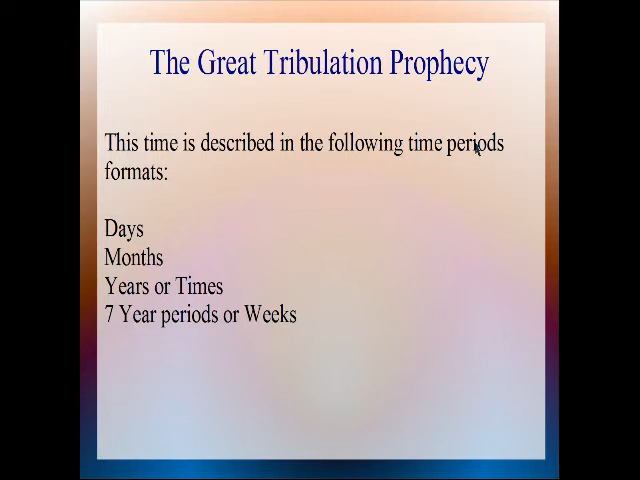 The Great Tribulation Prophecy
This time is described in the following time periods
formats:
Days
Months
Years or Times
7 Year periods or Weeks